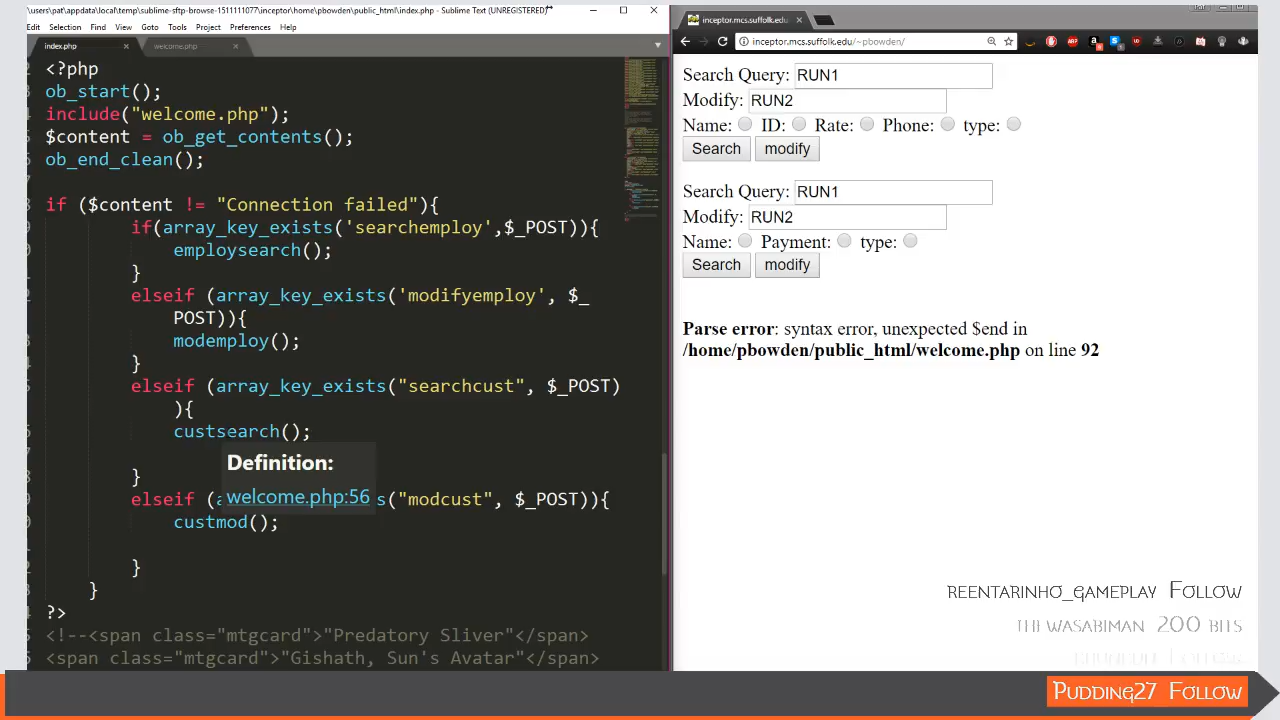 \users\pat\appdata\local\temp\sublime-sftp-browse-1511111077\inceptor\home\pbowden\public_html\index.php - Sublime Text (UNREGISTERED)
Edit Selection Find View Goto Tools Project Preferences Help
index.php
welcome.php
<?php
ob_start();
include("welcome.php");
$content = ob_get_contents();
ob_end_clean();
if ($content != "Connection failed"){
if(array_key_exists('searchemploy',$_POST)){
employsearch();
}
elseif (array_key_exists('modifyemploy', $_
POST)){
modemploy();
}
elseif (array_key_exists("searchcust", $_POST)
){
custsearch();
Definition:
welcome.php:56
}
elseif (a s("modcust", $_POST)){
custmod();
}
}
?>
<!--<span class="mtgcard">"Predatory Sliver"</span>
<span class="mtgcard">"Gishath, Sun's Avatar"</span>
inceptor.mcs.suffolk.edu
inceptor.mcs.suffolk.edu/~pbowden/
Search Query: RUN1
Modify: RUN2
Name: ID: Rate: Phone: type:
Search modify
Search Query: RUN1
Modify: RUN2
Name: Payment: type:
Search modify
Parse error: syntax error, unexpected $end in
/home/pbowden/public_html/welcome.php on line 92
reentarinho_gameplay Follow
thewasabiman 200 bits
Pudding27 Follow